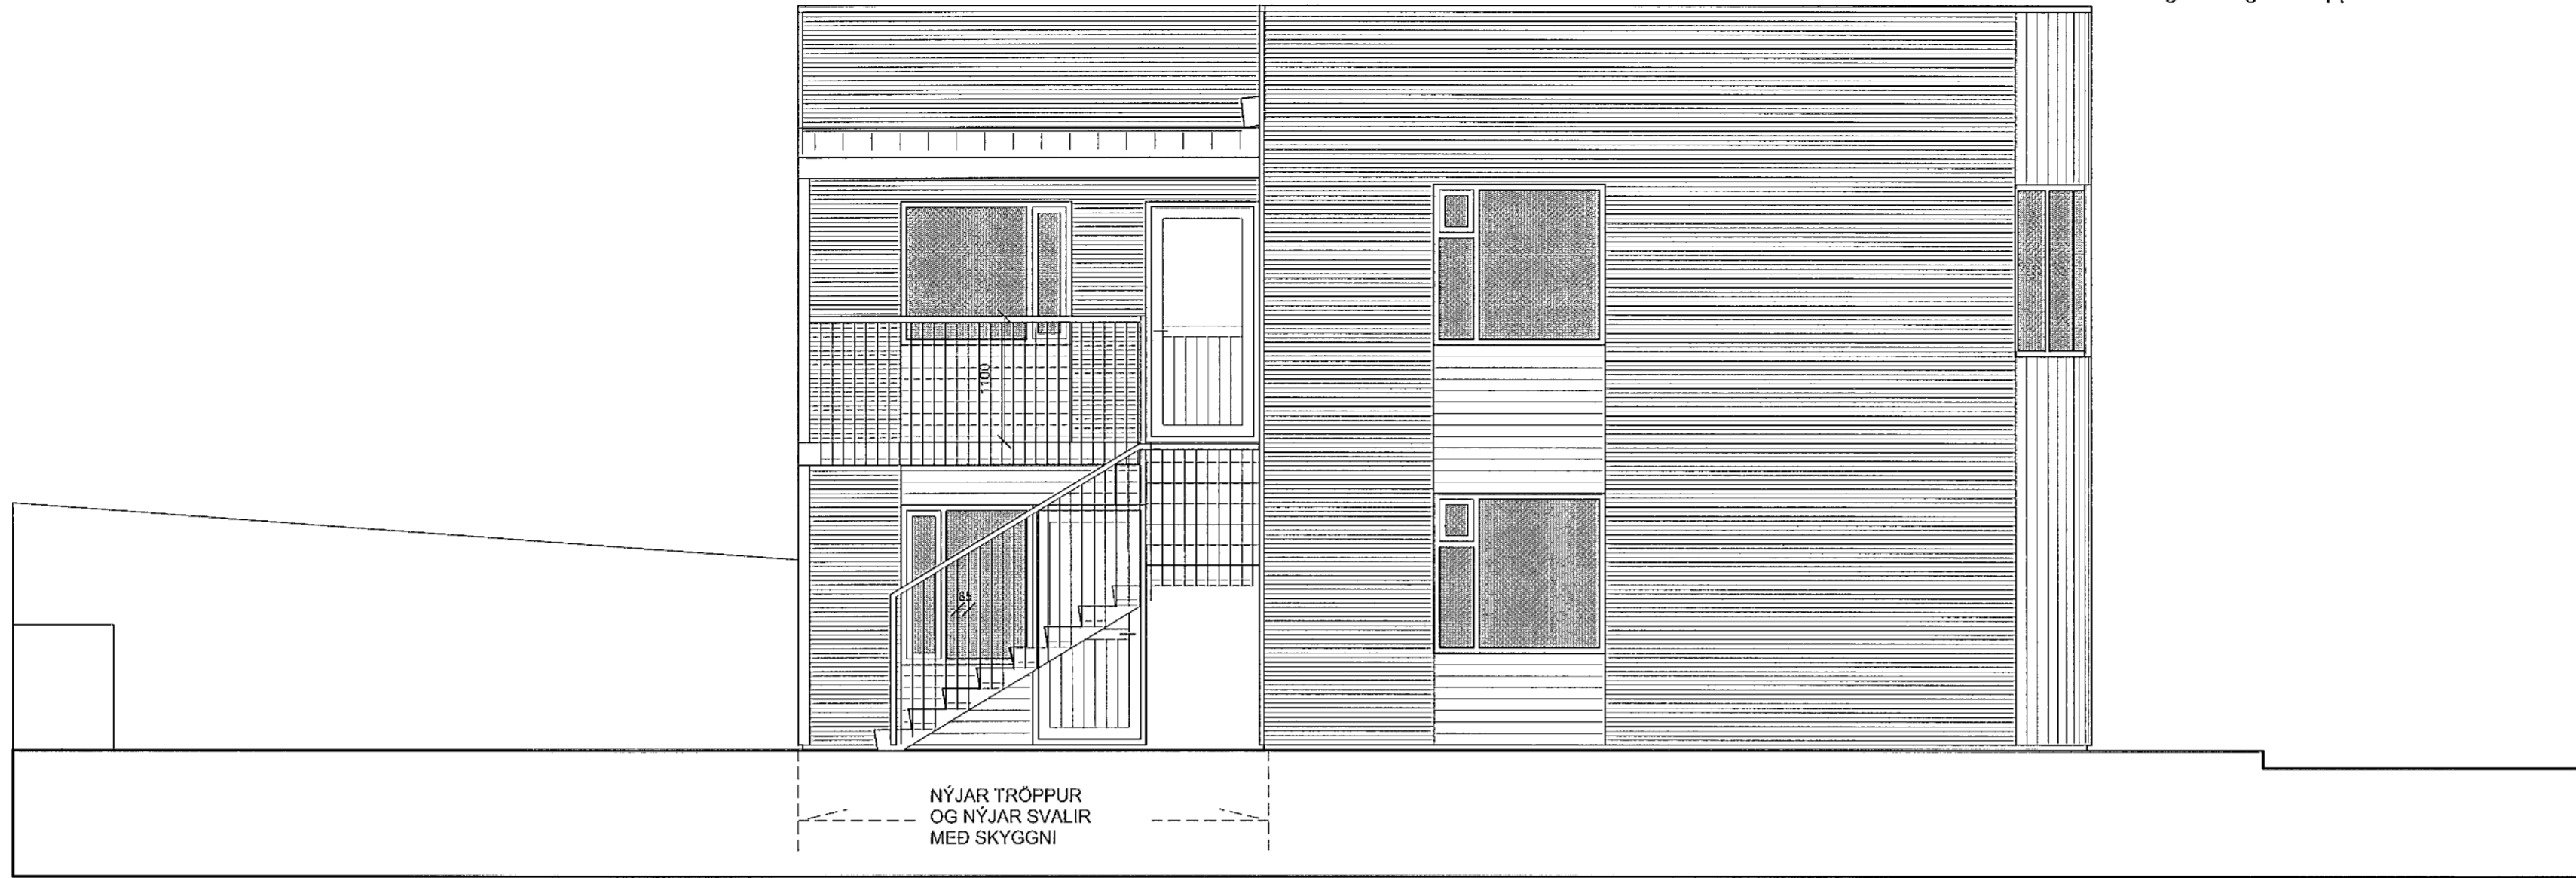 1100
85
NÝJAR TRÖPPUR
OG NÝJAR SVALIR
MEÐ SKYGGNI